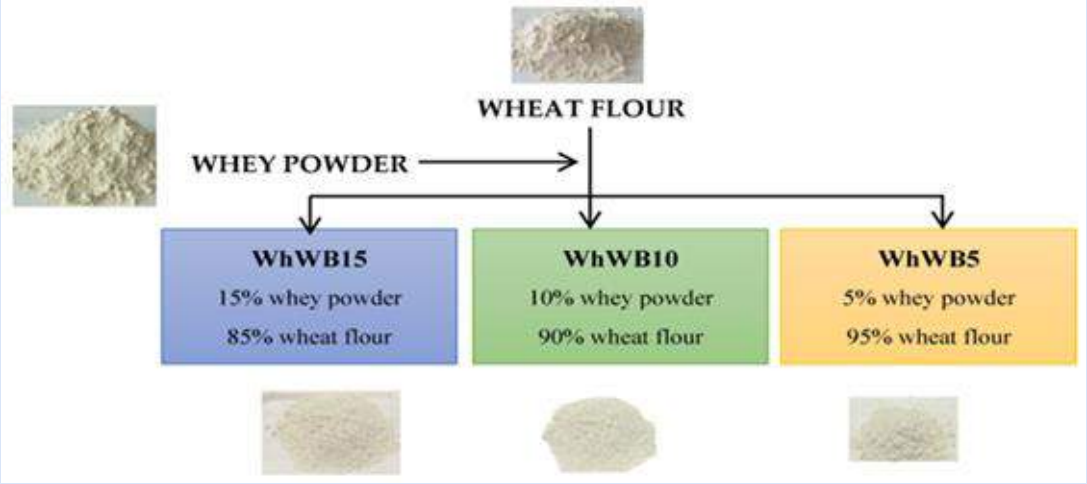 WHEAT FLOUR
WHEY POWDER
WhWB15
15% whey powder
85% wheat flour
WhWB10
10% whey powder
90% wheat flour
WhWB5
5% whey powder
95% wheat flour